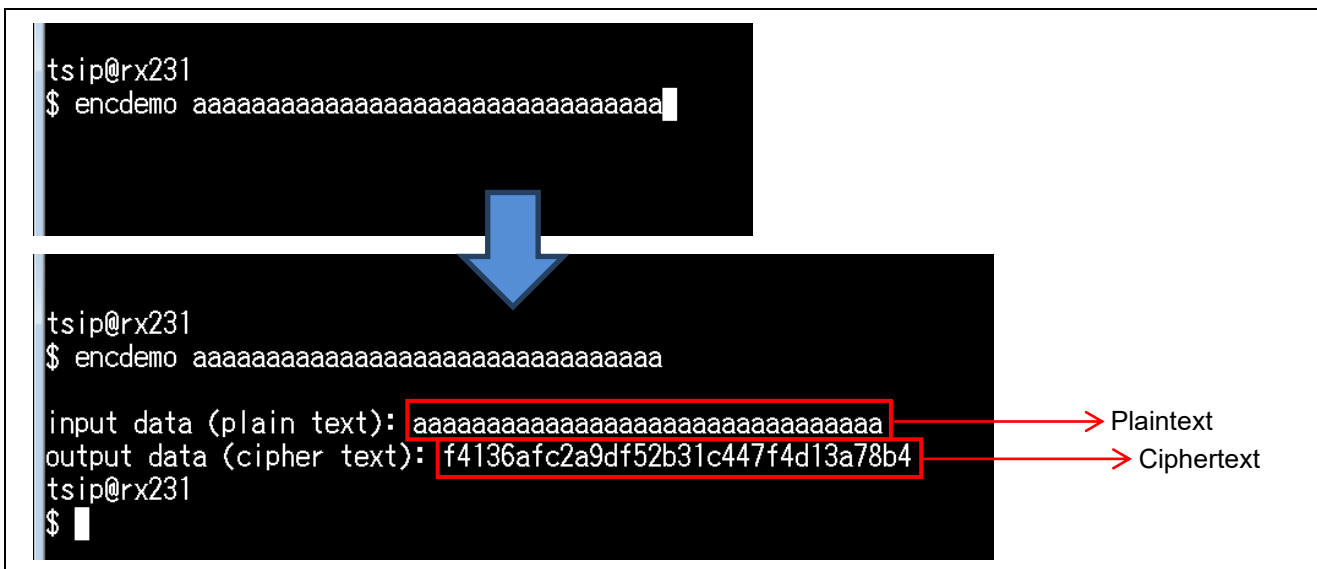 tsip@rx231
$ encdemo aaaaaaaaaaaaaaaaaaaaaaaaaaaaaaaa
tsip@rx231
$ encdemo aaaaaaaaaaaaaaaaaaaaaaaaaaaaaaaa
input data (plain text): aaaaaaaaaaaaaaaaaaaaaaaaaaaaaaaa Plaintext
output data (cipher text): f4136afc2a9df52b31c447f4d13a78b4 Ciphertext
tsip@rx231
$